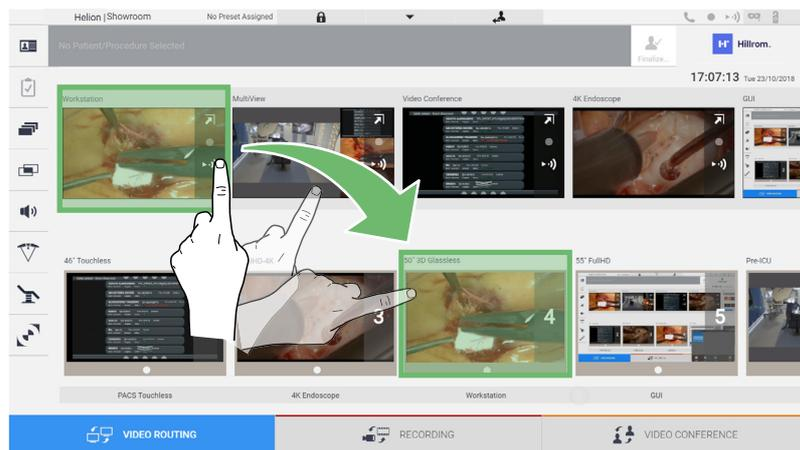 Helion | Showroom
No Preset Assigned
No Patient/Procedure Selected
Finalize...
H
Hillrom.
17:07:13 Tue 23/10/2018
Workstation
MultiView
Video Conference
4K Endoscope
GUI
46" Touchless
HD-4K
50" 3D Glassless
55" FullHD
Pre-ICU
3
4
5
PACS Touchless
4K Endoscope
Workstation
GUI
VIDEO ROUTING
RECORDING
VIDEO CONFERENCE